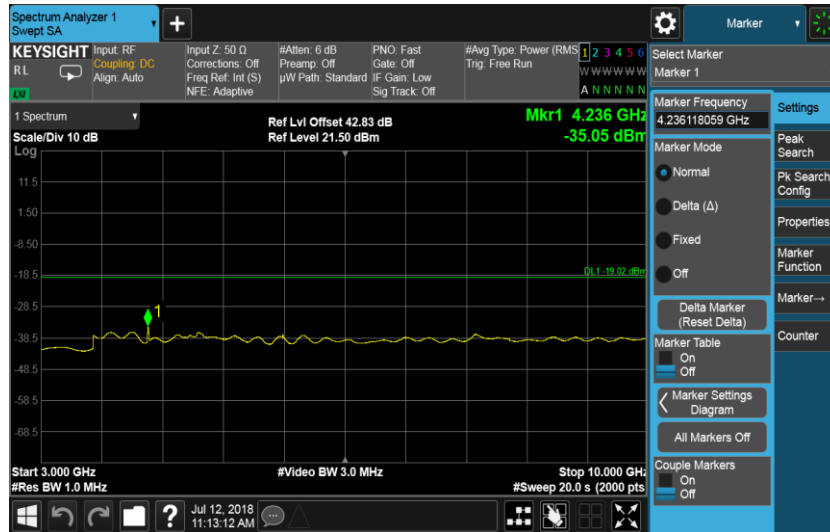 Spectrum Analyzer 1
Swept SA
+
Marker
KEYSIGHT
R L
LXI
Input: RF
Coupling: DC
Align: Auto
Input Z: 50 Ω
Corrections: Off
Freq Ref: Int (S)
NFE: Adaptive
#Atten: 6 dB
Preamp: Off
µW Path: Standard
PNO: Fast
Gate: Off
IF Gain: Low
Sig Track: Off
#Avg Type: Power (RMS
Trig: Free Run
1 2 3 4 5 6
W W W W W W
A N N N N N
Select Marker
Marker 1
1 Spectrum
Scale/Div 10 dB
Log
Ref Lvl Offset 42.83 dB
Ref Level 21.50 dBm
Mkr1 4.236 GHz
-35.05 dBm
11.5
1.50
-8.50
-18.5
-28.5
-38.5
-48.5
-58.5
-68.5
DL1 -19.02 dBm
1
Start 3.000 GHz
#Res BW 1.0 MHz
#Video BW 3.0 MHz
Stop 10.000 GHz
#Sweep 20.0 s (2000 pts
Marker Frequency
4.236118059 GHz
Marker Mode
Normal
Delta (Δ)
Fixed
Off
Delta Marker
(Reset Delta)
Marker Table
On
Off
Marker Settings
Diagram
All Markers Off
Couple Markers
On
Off
Settings
Peak
Search
Pk Search
Config
Properties
Marker
Function
Marker→
Counter
?
Jul 12, 2018
11:13:12 AM